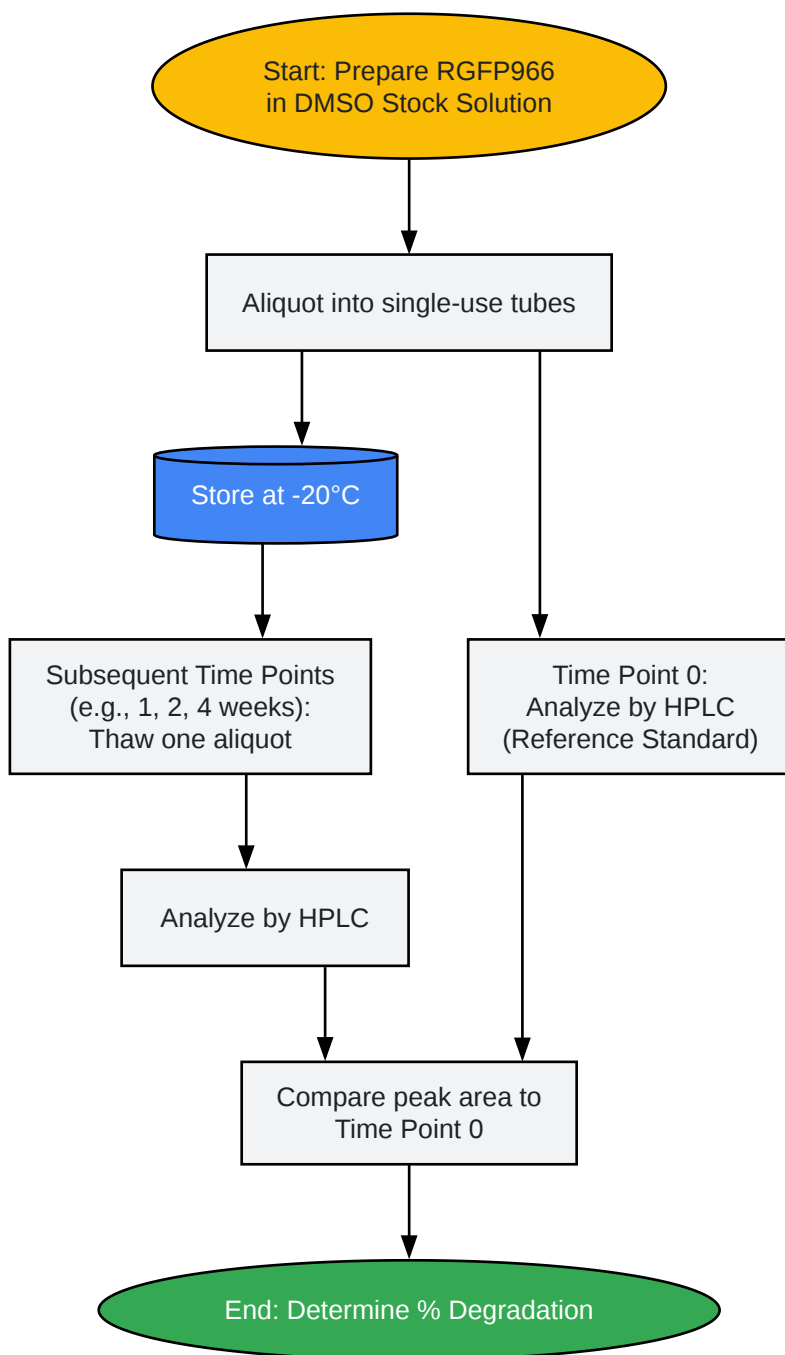 Start: Prepare RGFP966
in DMSO Stock Solution
Aliquot into single-use tubes
Store at -20°C
Subsequent Time Points
(e.g., 1, 2, 4 weeks):
Thaw one aliquot
Time Point 0:
Analyze by HPLC
(Reference Standard)
Analyze by HPLC
Compare peak area to
Time Point 0
End: Determine % Degradation